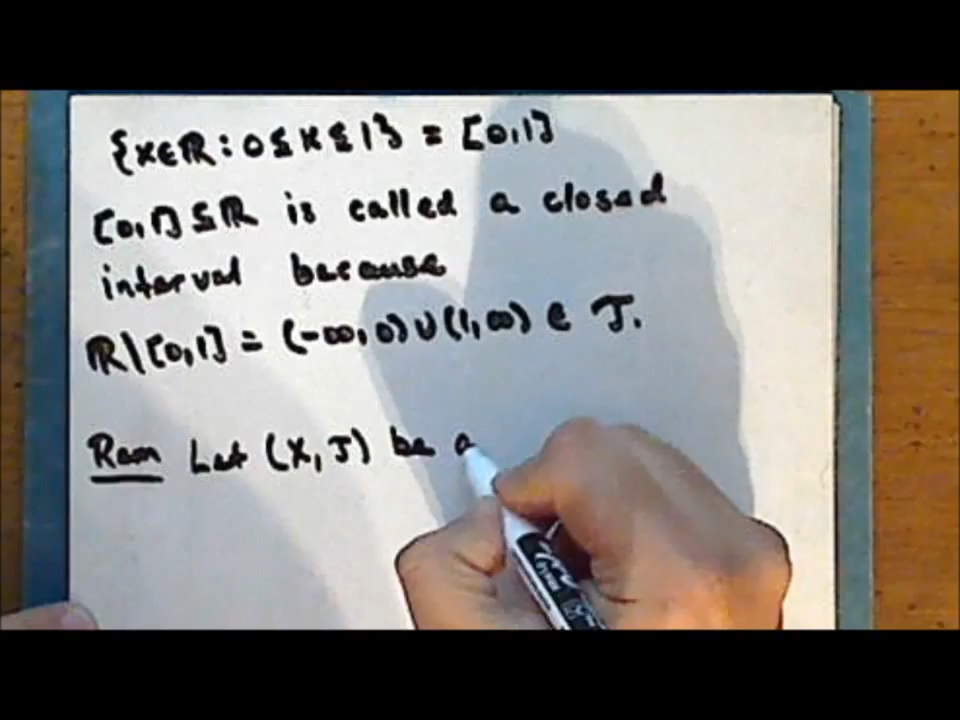 {x∈ℝ : 0 ≤ x ≤ 1} = [0,1]
[0,1] ⊆ ℝ is called a closed
interval because
ℝ\[0,1] = (-∞,0)∪(1,∞) ∈ T.
Rem Let (X,T) be a